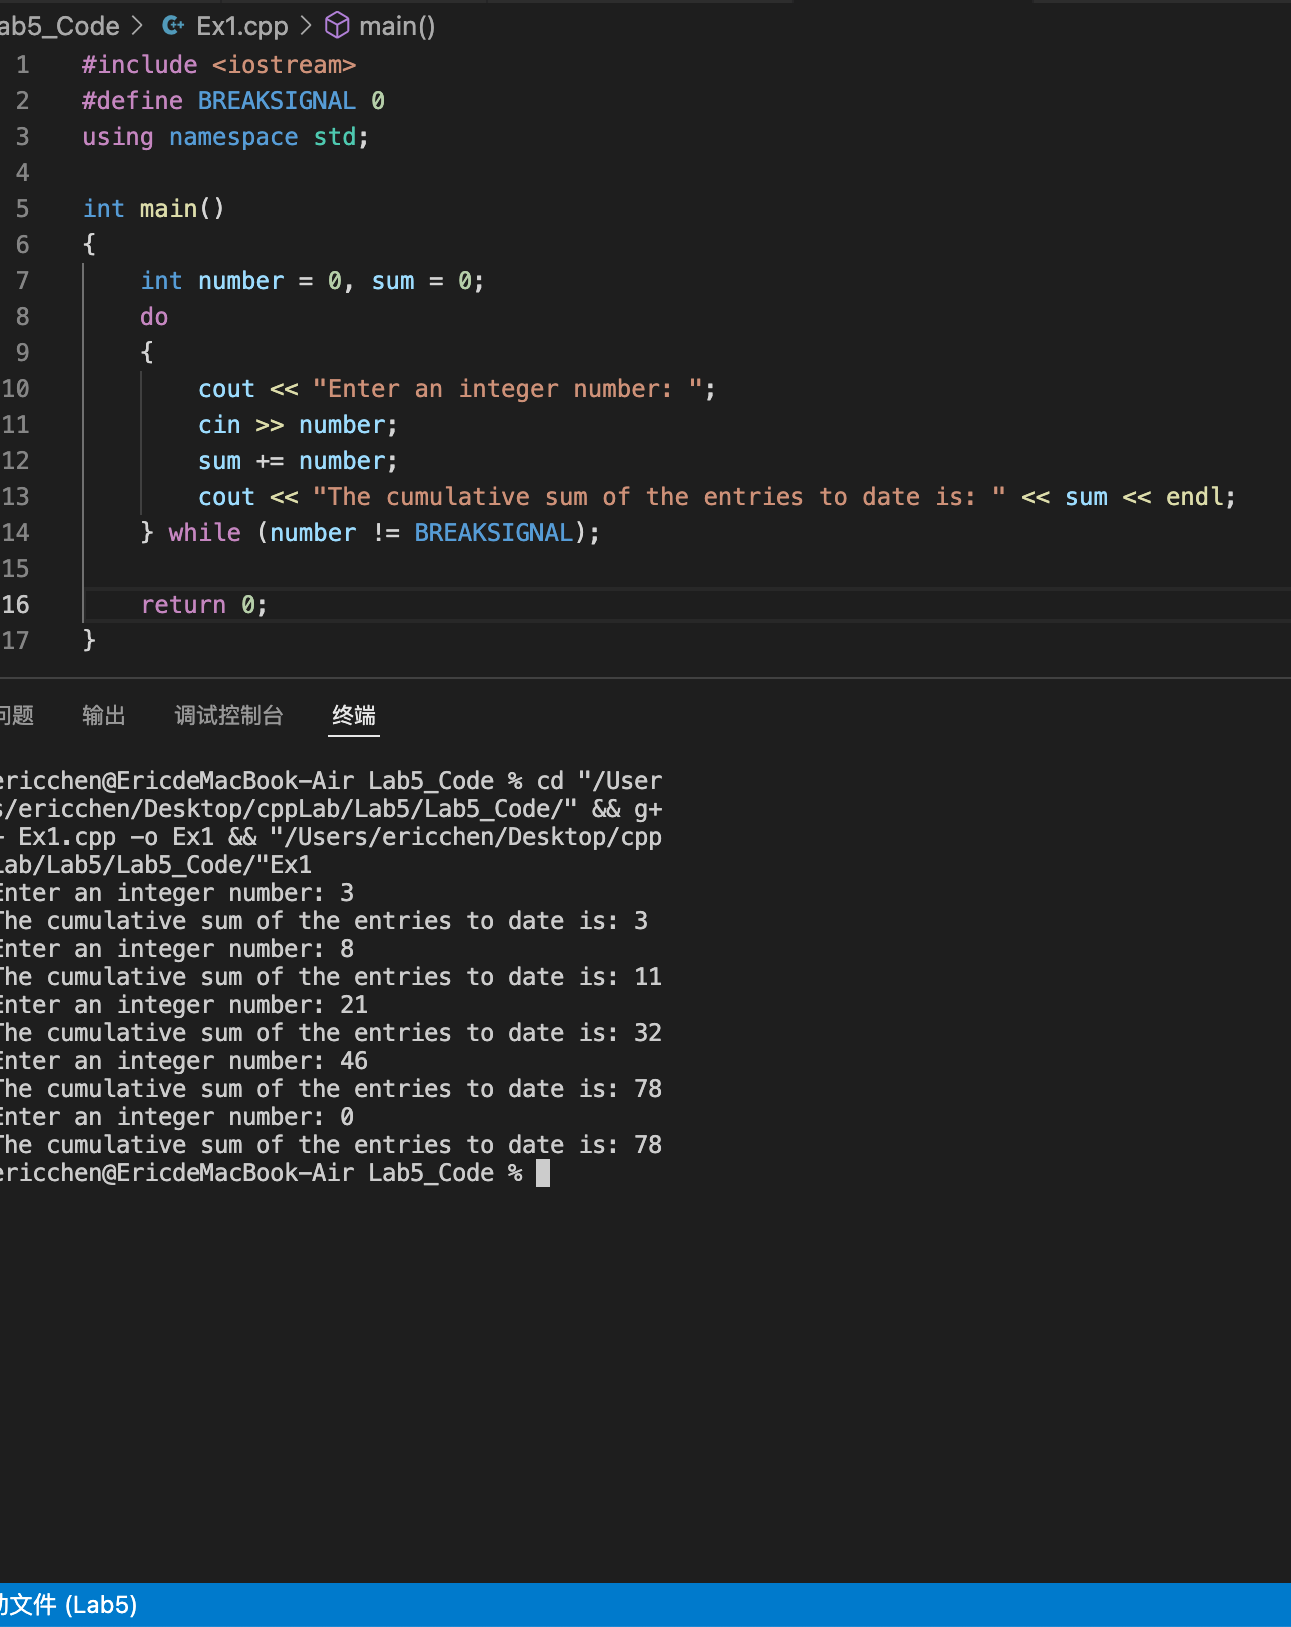 ab5_Code > Ex1.cpp > main()
1 #include <iostream>
2 #define BREAKSIGNAL 0
3 using namespace std;
4
5 int main()
6 {
7     int number = 0, sum = 0;
8     do
9     {
10         cout << "Enter an integer number: ";
11         cin >> number;
12         sum += number;
13         cout << "The cumulative sum of the entries to date is: " << sum << endl;
14     } while (number != BREAKSIGNAL);
15
16     return 0;
17 }
问题 输出 调试控制台 终端
ericchen@EricdeMacBook-Air Lab5_Code % cd "/User
s/ericchen/Desktop/cppLab/Lab5/Lab5_Code/" && g+
+ Ex1.cpp -o Ex1 && "/Users/ericchen/Desktop/cpp
Lab/Lab5/Lab5_Code/"Ex1
Enter an integer number: 3
The cumulative sum of the entries to date is: 3
Enter an integer number: 8
The cumulative sum of the entries to date is: 11
Enter an integer number: 21
The cumulative sum of the entries to date is: 32
Enter an integer number: 46
The cumulative sum of the entries to date is: 78
Enter an integer number: 0
The cumulative sum of the entries to date is: 78
ericchen@EricdeMacBook-Air Lab5_Code %
文件 (Lab5)